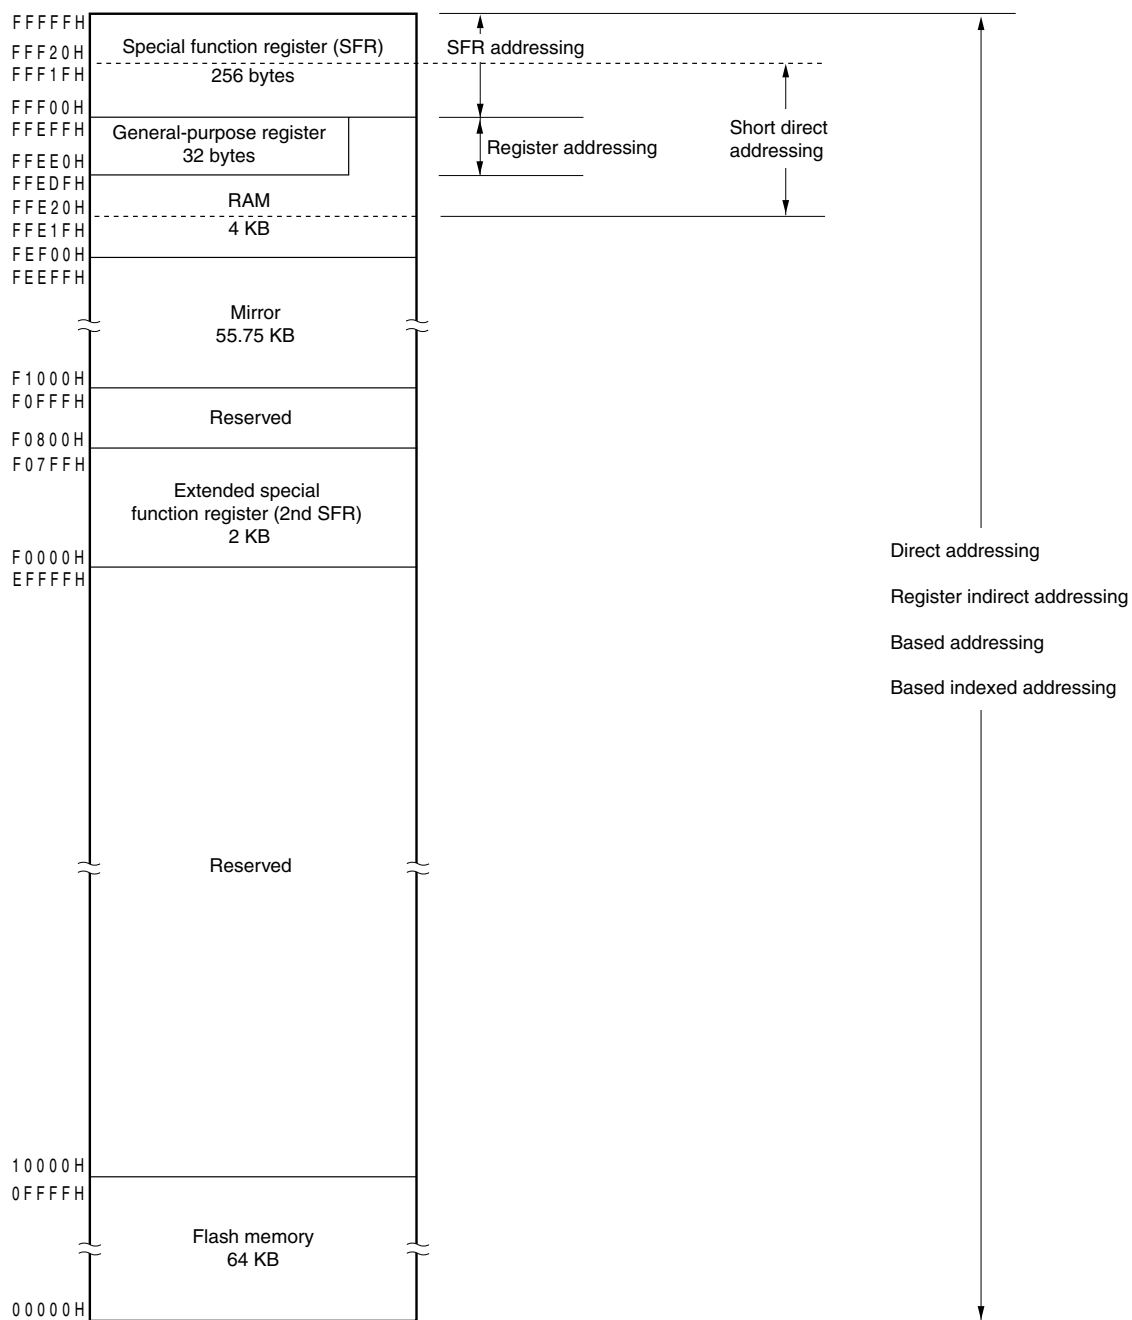 FFFFFH
Special function register (SFR)
256 bytes
SFR addressing
FFF20H
FFF1FH
FFF00H
FFEFFH
General-purpose register
32 bytes
Register addressing
Short direct
addressing
FFEE0H
FFEDFH
RAM
4 KB
FFE20H
FFE1FH
FEF00H
FEEFFH
Mirror
55.75 KB
F1000H
F0FFFH
Reserved
F0800H
F07FFH
Extended special
function register (2nd SFR)
2 KB
F0000H
EFFFFH
Direct addressing
Register indirect addressing
Based addressing
Based indexed addressing
Reserved
10000H
0FFFFH
Flash memory
64 KB
00000H